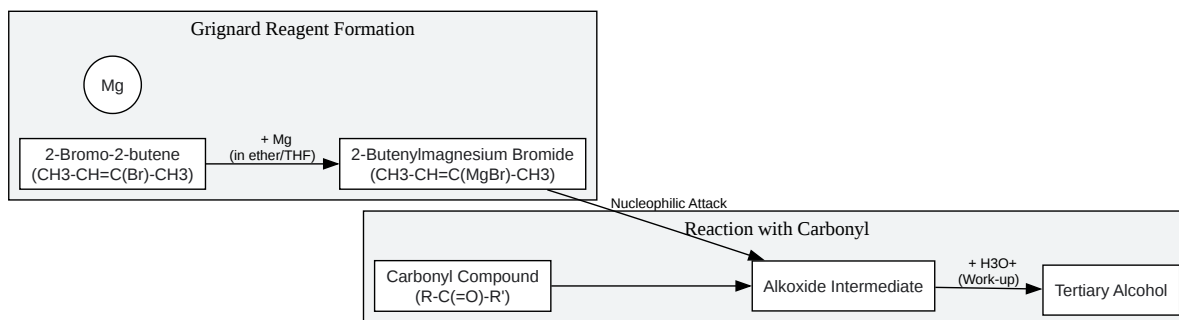 Grignard Reagent Formation
Mg
2-Bromo-2-butene
(CH3-CH=C(Br)-CH3)
+ Mg
(in ether/THF)
2-Butenylmagnesium Bromide
(CH3-CH=C(MgBr)-CH3)
Nucleophilic Attack
Reaction with Carbonyl
Carbonyl Compound
(R-C(=O)-R')
Alkoxide Intermediate
+ H3O+
(Work-up)
Tertiary Alcohol